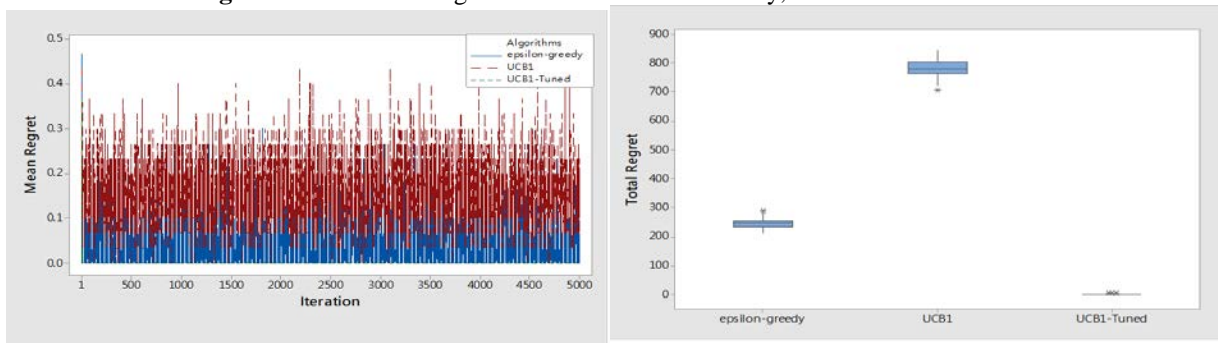 0.5
0.4
0.3
0.2
0.1
0.0
Mean Regret
Algorithms
epsilon-greedy
UCB1
UCB1-Tuned
1 500 1000 1500 2000 2500 3000 3500 4000 4500 5000
Iteration
900
800
700
600
500
400
300
200
100
0
Total Regret
epsilon-greedy UCB1 UCB1-Tuned